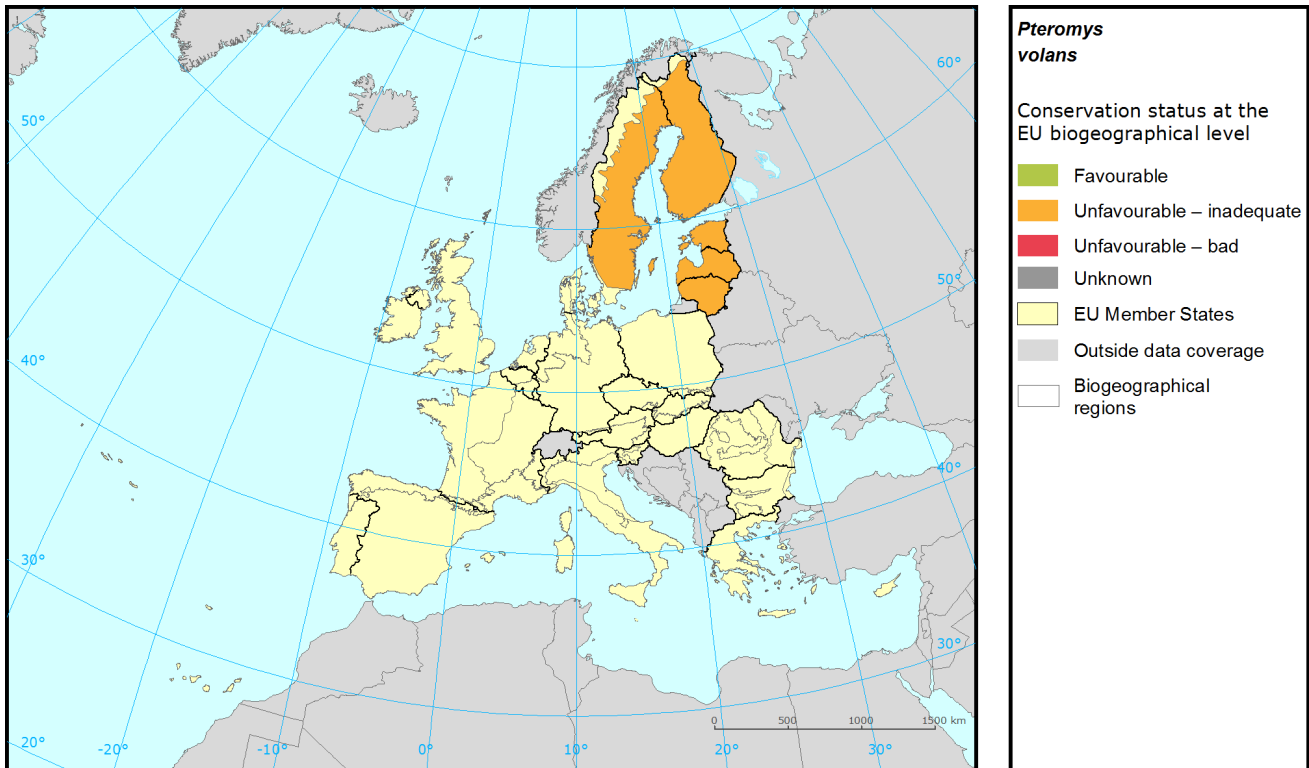 60°
50°
50°
40°
40°
30°
30°
20°
-20°
-10°
0°
10°
20°
30°
0 500 1000 1500 km
Pteromys
volans
Conservation status at the
EU biogeographical level
Favourable
Unfavourable – inadequate
Unfavourable – bad
Unknown
EU Member States
Outside data coverage
Biogeographical
regions